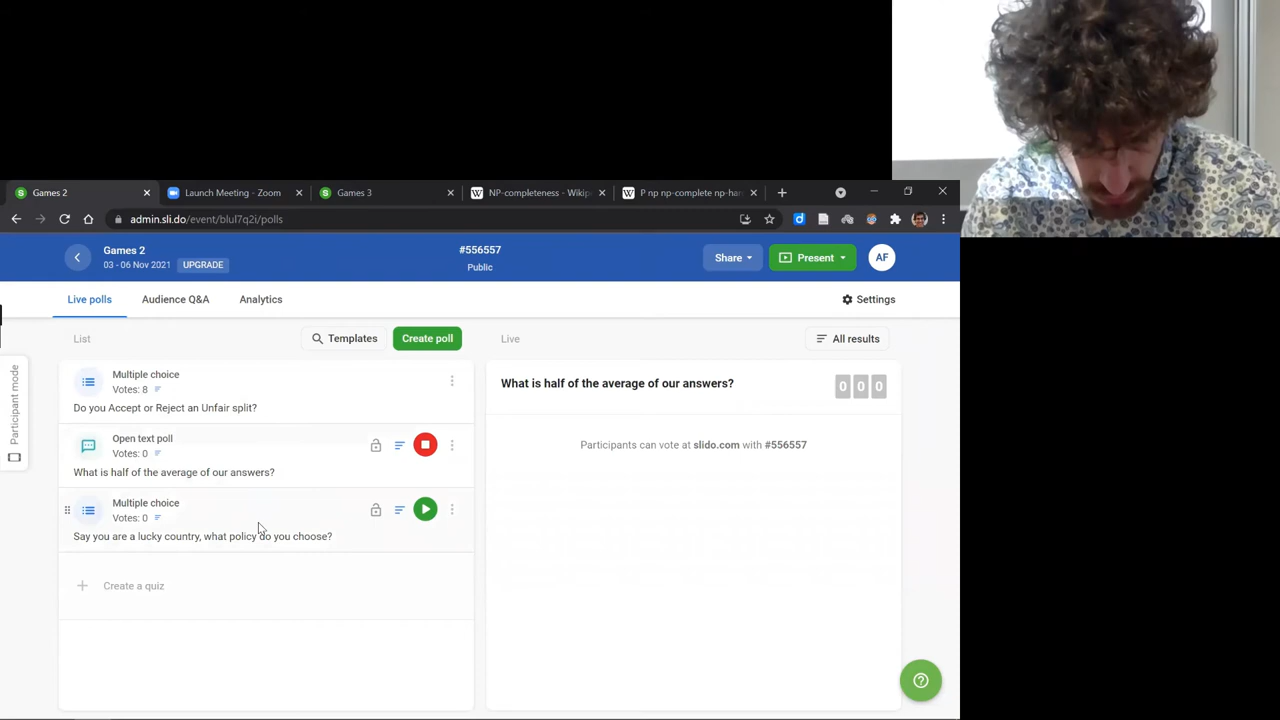 Games 2
Launch Meeting - Zoom
Games 3
NP-completeness - Wikip
P np np-complete np-har
admin.sli.do/event/blul7q2i/polls
Games 2
03 - 06 Nov 2021
UPGRADE
#556557
Public
Share
Present
AF
Live polls
Audience Q&A
Analytics
Settings
Participant mode
List
Templates
Create poll
Multiple choice
Votes: 8
Do you Accept or Reject an Unfair split?
Open text poll
Votes: 0
What is half of the average of our answers?
Multiple choice
Votes: 0
Say you are a lucky country, what policy do you choose?
Create a quiz
Live
All results
What is half of the average of our answers?
0 0 0
Participants can vote at slido.com with #556557